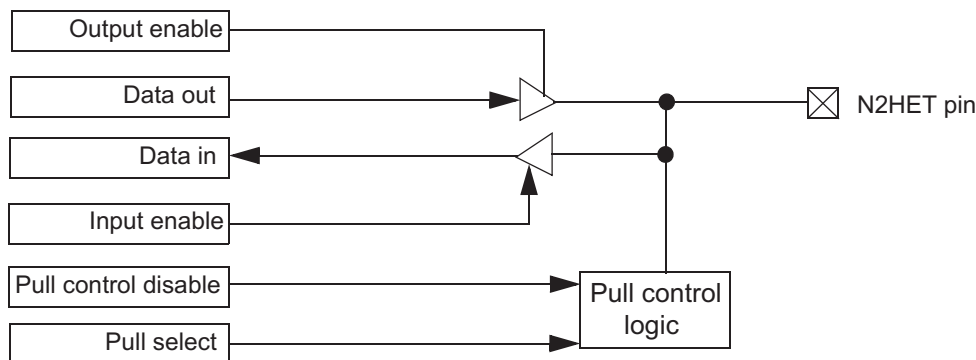 Output enable
Data out
N2HET pin
Data in
Input enable
Pull control disable
Pull control
logic
Pull select